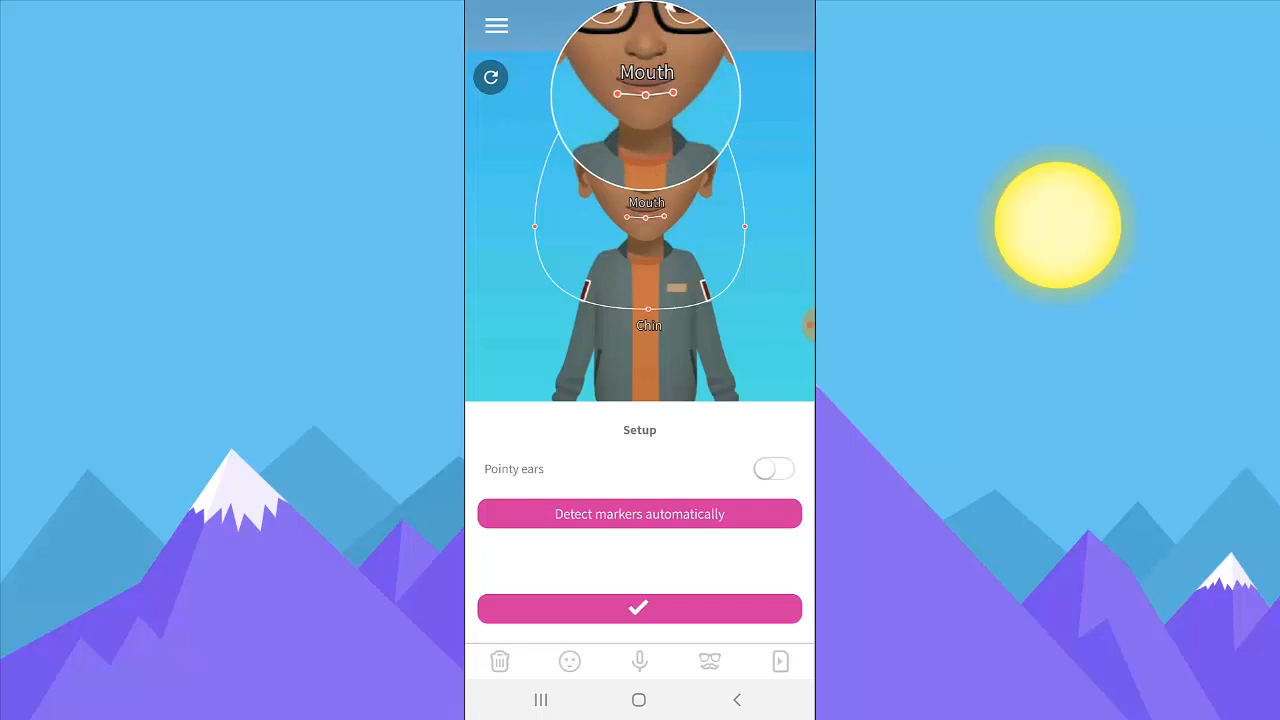 Mouth
Mouth
Chin
Setup
Pointy ears
Detect markers automatically